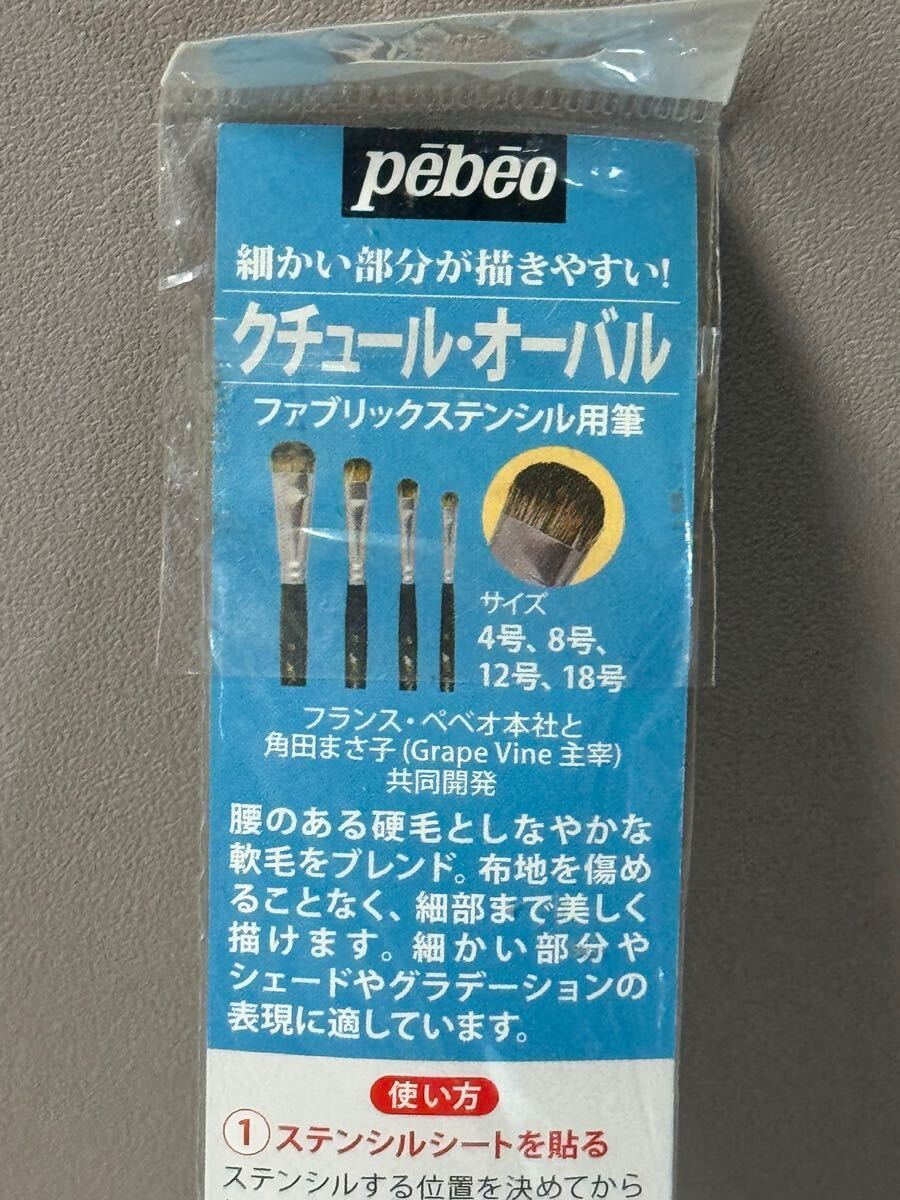 pēbēo
細かい部分が描きやすい!
クチュール・オーバル
ファブリックステンシル用筆
サイズ
4号、8号、
12号、18号
フランス・ペベオ本社と
角田まさ子 (Grape Vine 主宰)
共同開発
腰のある硬毛としなやかな
軟毛をブレンド。布地を傷め
ることなく、細部まで美しく
描けます。細かい部分や
シェードやグラデーションの
表現に適しています。
使い方
①ステンシルシートを貼る
ステンシルする位置を決めてから